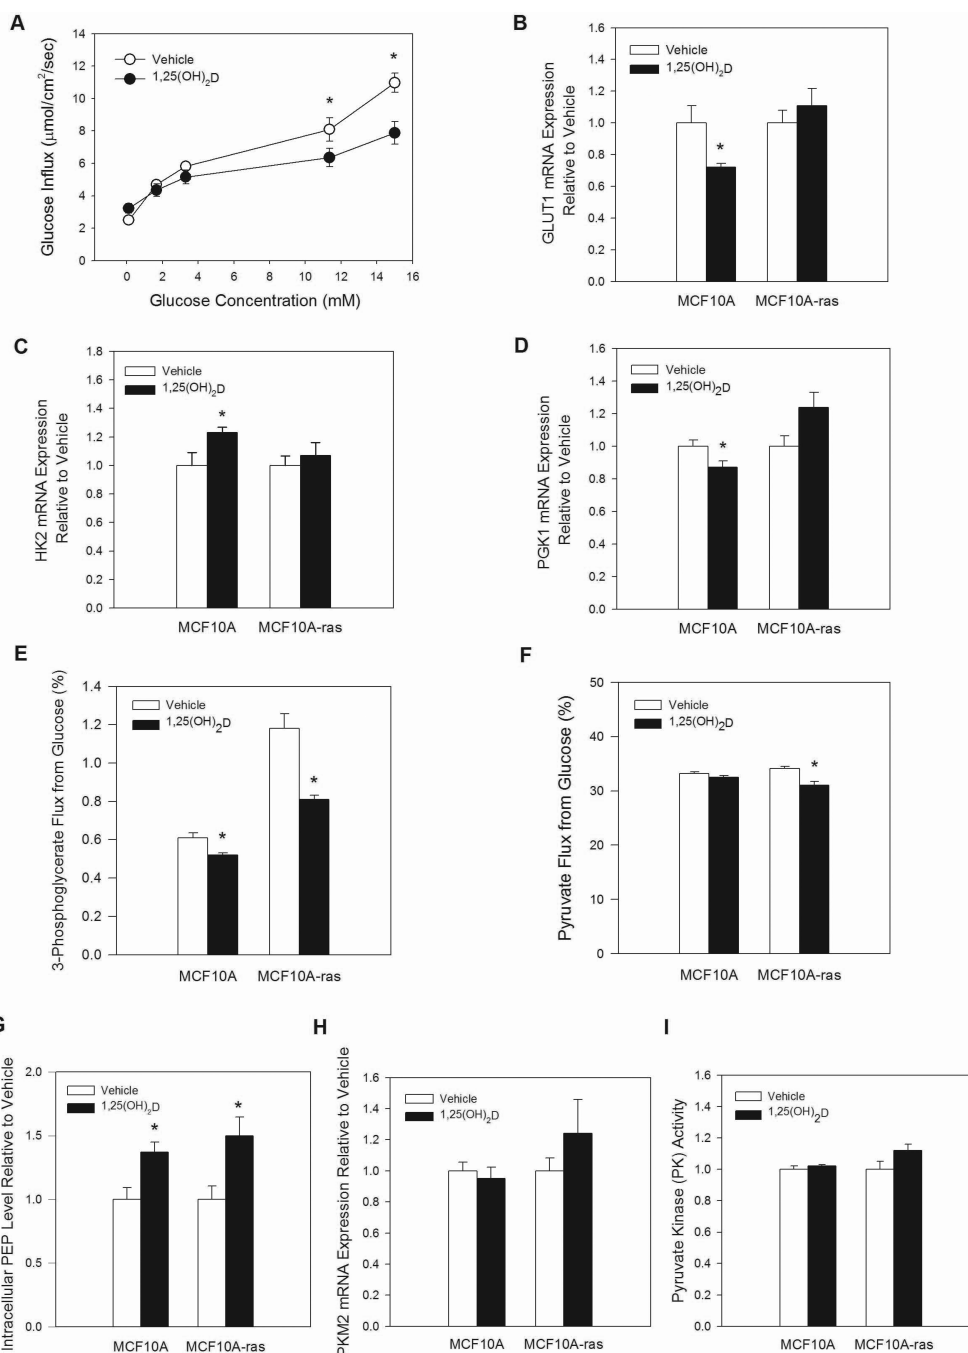 A
14
12
10
8
6
4
2
0
Glucose Influx (μmol/cm²/sec)
Vehicle
1,25(OH)₂D
*
*
0 2 4 6 8 10 12 14 16
Glucose Concentration (mM)
B
1.6
1.4
1.2
1.0
0.8
0.6
0.4
0.2
0.0
GLUT1 mRNA Expression
Relative to Vehicle
Vehicle
1,25(OH)₂D
*
MCF10A MCF10A-ras
C
1.8
1.6
1.4
1.2
1.0
0.8
0.6
0.4
0.2
0.0
HK2 mRNA Expression
Relative to Vehicle
Vehicle
1,25(OH)₂D
*
MCF10A MCF10A-ras
D
1.6
1.4
1.2
1.0
0.8
0.6
0.4
0.2
0.0
PGK1 mRNA Expression
Relative to Vehicle
Vehicle
1,25(OH)₂D
*
MCF10A MCF10A-ras
E
1.4
1.2
1.0
0.8
0.6
0.4
0.2
0.0
3-Phosphoglycerate Flux from Glucose (%)
Vehicle
1,25(OH)₂D
*
*
MCF10A MCF10A-ras
F
50
40
30
20
10
0
Pyruvate Flux from Glucose (%)
Vehicle
1,25(OH)₂D
*
MCF10A MCF10A-ras
G
2.0
1.5
1.0
0.5
0.0
Intracellular PEP Level Relative to Vehicle
Vehicle
1,25(OH)₂D
*
*
MCF10A MCF10A-ras
H
1.6
1.4
1.2
1.0
0.8
0.6
0.4
0.2
0.0
PKM2 mRNA Expression Relative to Vehicle
Vehicle
1,25(OH)₂D
MCF10A MCF10A-ras
I
1.6
1.4
1.2
1.0
0.8
0.6
0.4
0.2
0.0
Pyruvate Kinase (PK) Activity
Vehicle
1,25(OH)₂D
MCF10A MCF10A-ras